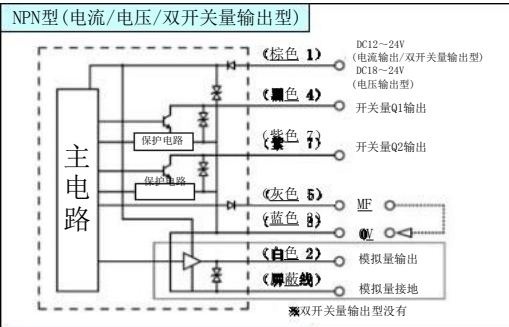 NPN型(电流/电压/双开关量输出型)
(棕色 1)
DC12～24V
(电流输出/双开关量输出型)
DC18～24V
(电压输出型)
(黑色 4)
开关量Q1输出
保护电路
(紫色 7)
开关量Q2输出
主电路
保护电路
(灰色 5)
MF
(蓝色 3)
0V
(白色 2)
模拟量输出
(屏蔽线)
模拟量接地
※双开关量输出型没有